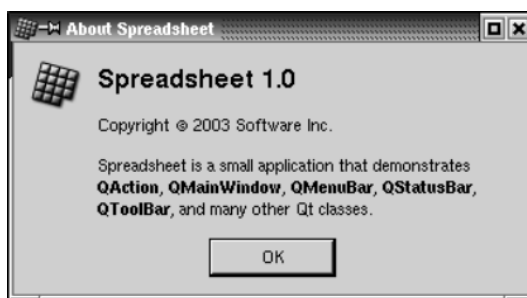 About Spreadsheet
Spreadsheet 1.0
Copyright © 2003 Software Inc.
Spreadsheet is a small application that demonstrates
QAction, QMainWindow, QMenuBar, QStatusBar,
QToolBar, and many other Qt classes.
OK